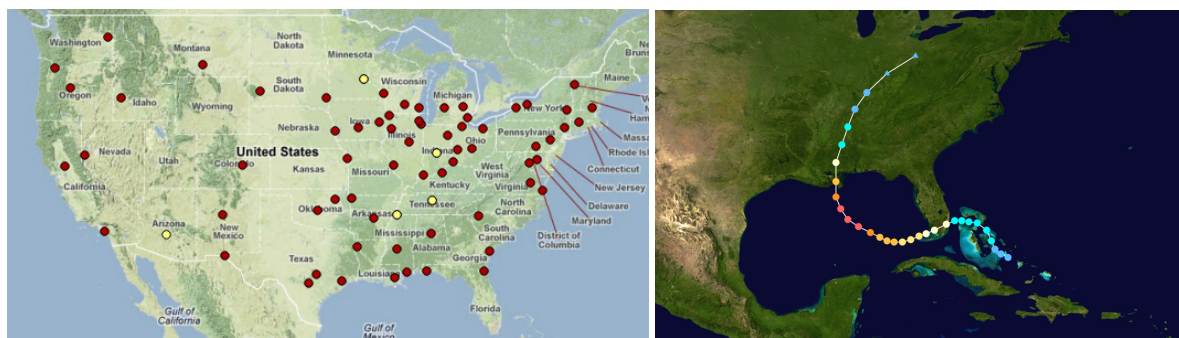 Washington
Montana
North
Dakota
Minnesota
Oregon
Idaho
Wyoming
South
Dakota
Wisconsin
Michigan
Maine
New York
Nebraska
Iowa
Illinois
Indiana
Ohio
Pennsylvania
Massa
Rhode Isl
Connecticut
New Jersey
Delaware
Maryland
District of
Columbia
Nevada
Utah
Colorado
United States
Kansas
Missouri
West
Virginia
Virginia
Kentucky
California
Arizona
New
Mexico
Oklahoma
Arkansas
Tennessee
North
Carolina
South
Carolina
Mississippi
Alabama
Georgia
Texas
Louisiana
Florida
Gulf of
California
Gulf of
Mexico
Ne
Bruns
Ham